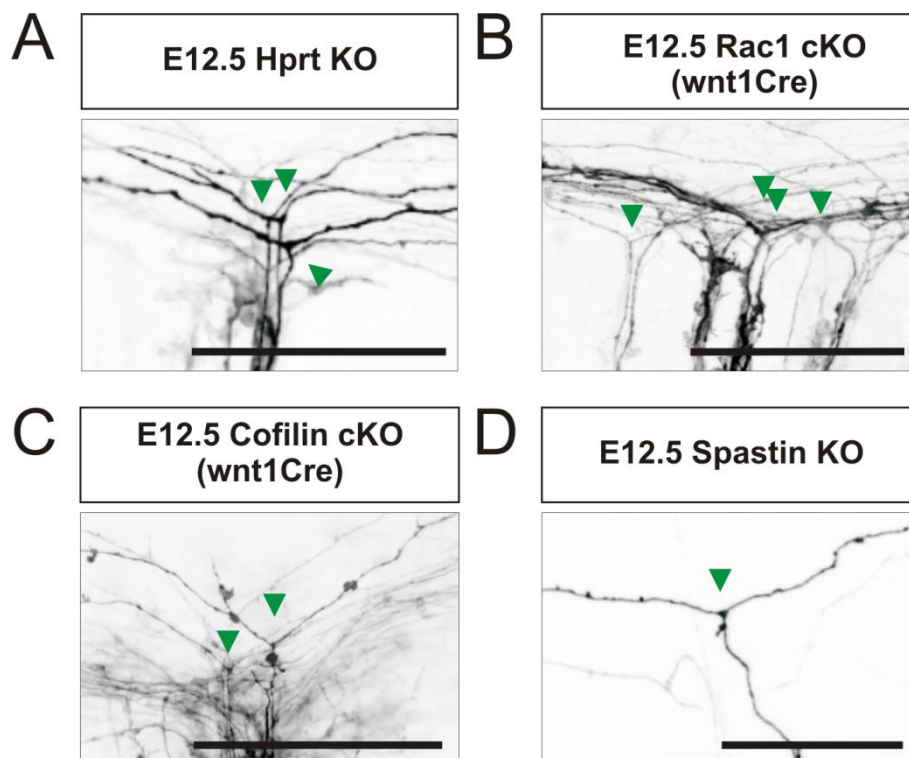 A
E12.5 Hprt KO
B
E12.5 Rac1 cKO
(wnt1Cre)
C
E12.5 Cofilin cKO
(wnt1Cre)
D
E12.5 Spastin KO